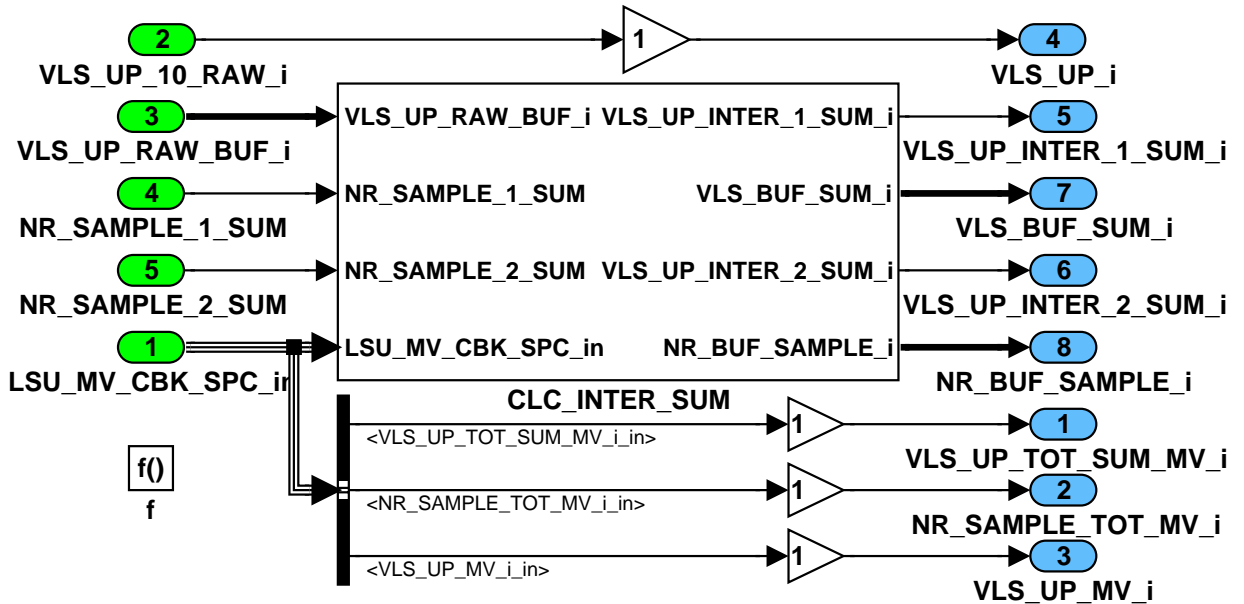 2
1
4
VLS_UP_10_RAW_i
VLS_UP_i
3
VLS_UP_RAW_BUF_i
VLS_UP_INTER_1_SUM_i
5
VLS_UP_RAW_BUF_i
VLS_UP_INTER_1_SUM_i
4
NR_SAMPLE_1_SUM
VLS_BUF_SUM_i
7
NR_SAMPLE_1_SUM
VLS_BUF_SUM_i
5
NR_SAMPLE_2_SUM
VLS_UP_INTER_2_SUM_i
6
NR_SAMPLE_2_SUM
VLS_UP_INTER_2_SUM_i
1
LSU_MV_CBK_SPC_in
NR_BUF_SAMPLE_i
8
LSU_MV_CBK_SPC_in
NR_BUF_SAMPLE_i
CLC_INTER_SUM
<VLS_UP_TOT_SUM_MV_i_in>
1
1
VLS_UP_TOT_SUM_MV_i
f()
f
<NR_SAMPLE_TOT_MV_i_in>
1
2
NR_SAMPLE_TOT_MV_i
<VLS_UP_MV_i_in>
1
3
VLS_UP_MV_i